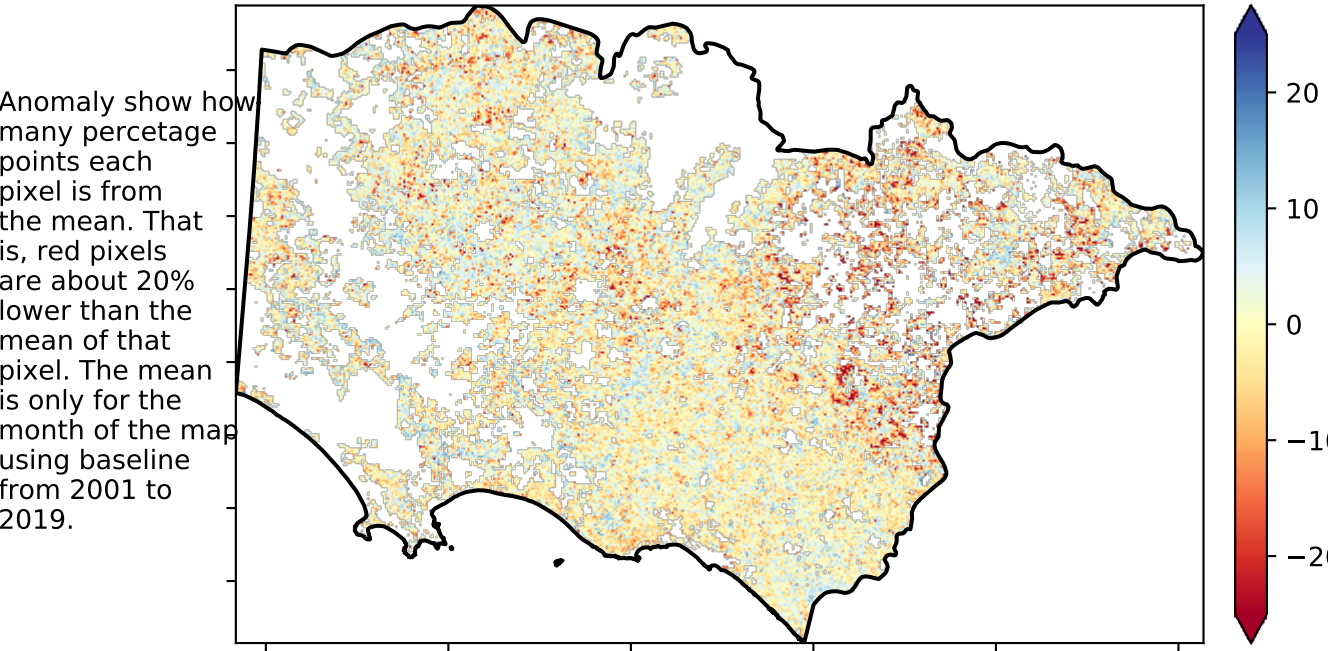 Anomaly show how
many percetage
points each
pixel is from
the mean. That
is, red pixels
are about 20%
lower than the
mean of that
pixel. The mean
is only for the
month of the map
using baseline
from 2001 to
2019.
20
10
0
−10
−20